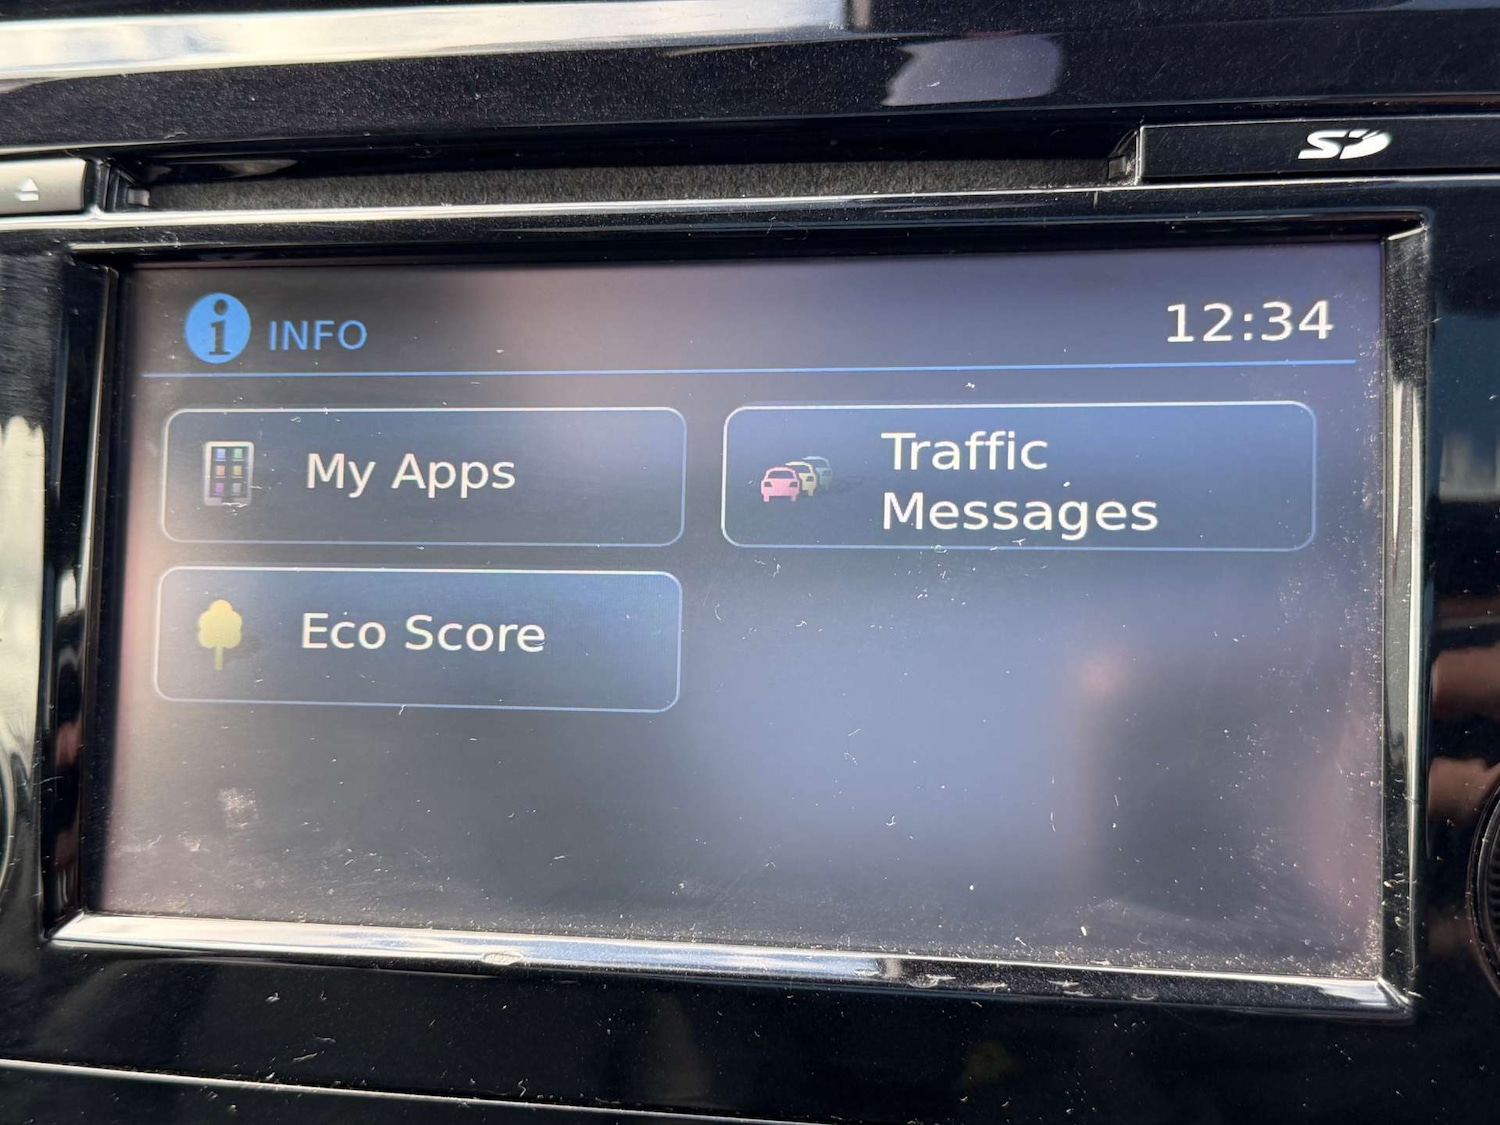 SD
INFO
12:34
My Apps
Traffic
Messages
Eco Score